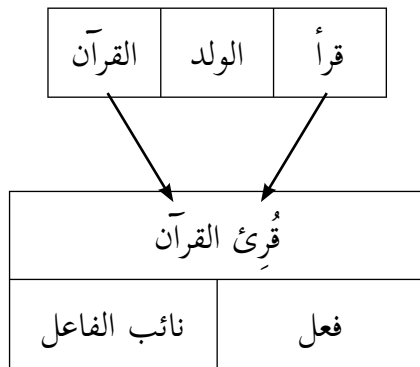 قرأ الولد القرآن
قُرِئ القرآن
فعل نائب الفاعل